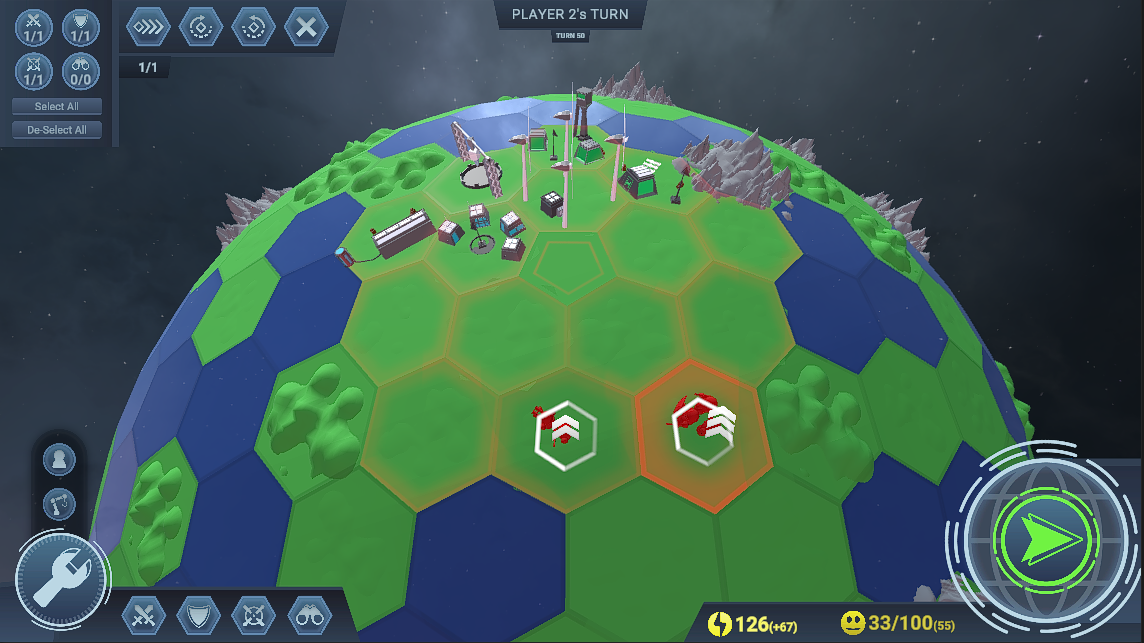 PLAYER 2's TURN
TURN 50
1/1
1/1
1/1
0/0
1/1
Select All
De-Select All
126(+67)
33/100(55)